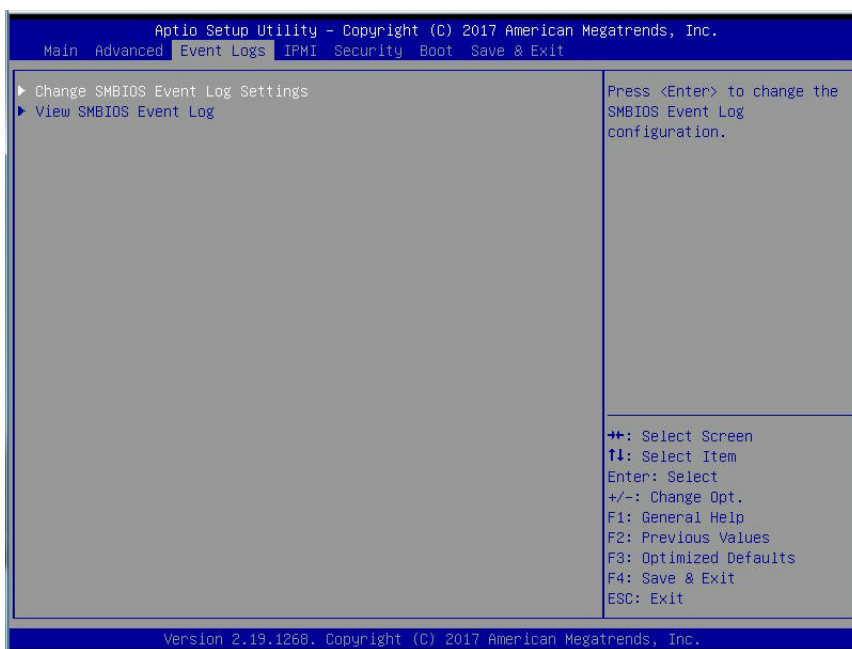 Aptio Setup Utility – Copyright (C) 2017 American Megatrends, Inc.
Main Advanced Event Logs IPMI Security Boot Save & Exit
▶ Change SMBIOS Event Log Settings
▶ View SMBIOS Event Log
Press <Enter> to change the
SMBIOS Event Log
configuration.
→←: Select Screen
↑↓: Select Item
Enter: Select
+/-: Change Opt.
F1: General Help
F2: Previous Values
F3: Optimized Defaults
F4: Save & Exit
ESC: Exit
Version 2.19.1268. Copyright (C) 2017 American Megatrends, Inc.